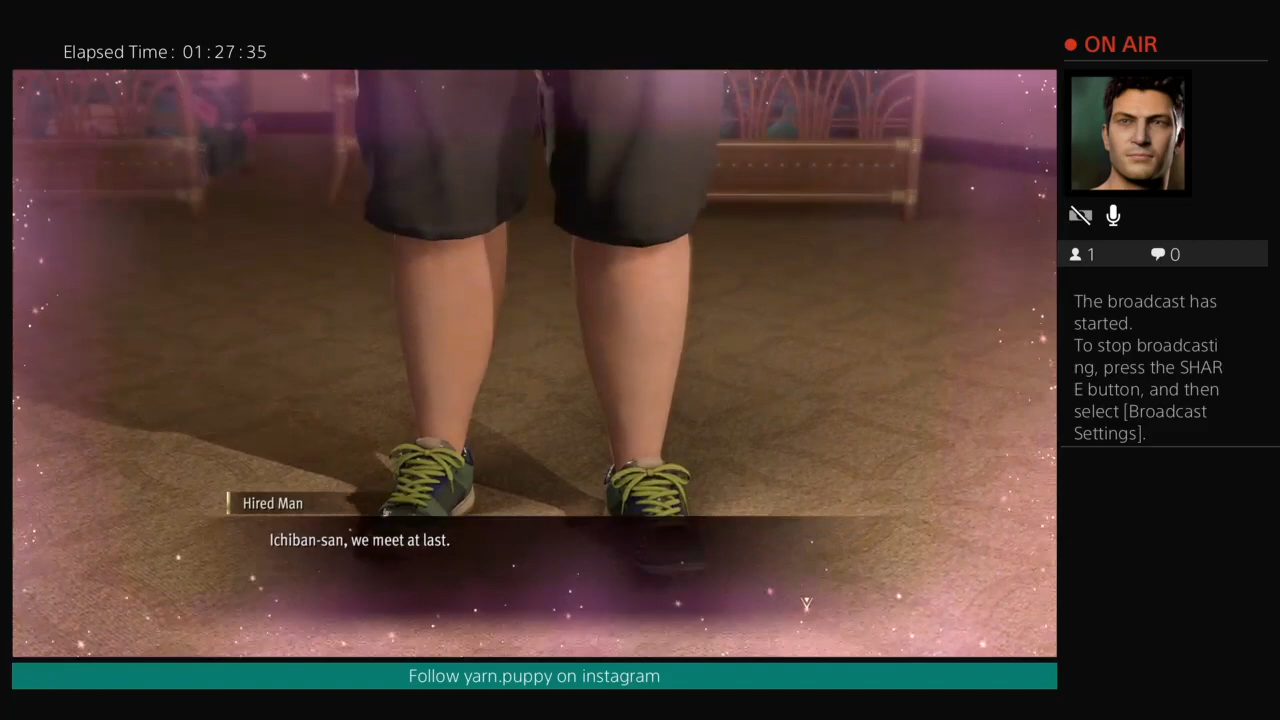 Elapsed Time: 01:27:35
ON AIR
1
0
The broadcast has
started.
To stop broadcasti
ng, press the SHAR
E button, and then
select [Broadcast
Settings].
Hired Man
Ichiban-san, we meet at last.
Follow yarn.puppy on instagram